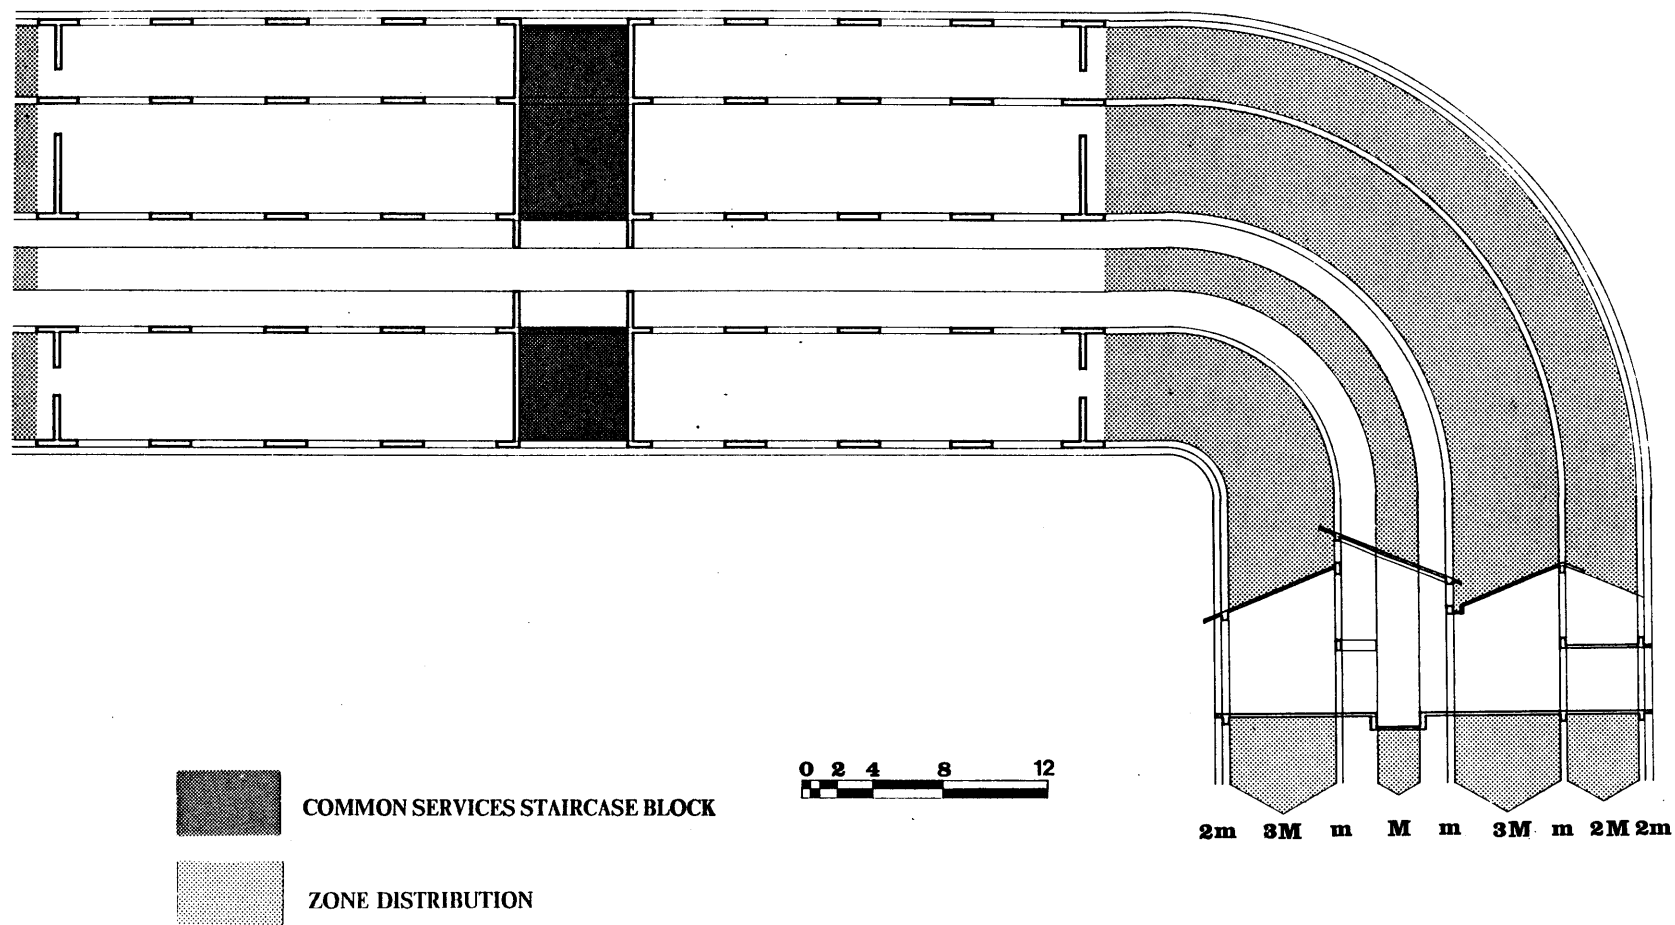 0 2 4 8 12
COMMON SERVICES STAIRCASE BLOCK
2m 3M m M m 3M m 2M 2m
ZONE DISTRIBUTION